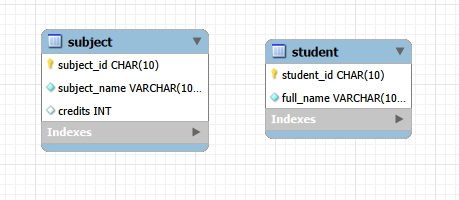 subject
subject_id CHAR(10)
subject_name VARCHAR(10...
credits INT
Indexes
student
student_id CHAR(10)
full_name VARCHAR(10...
Indexes